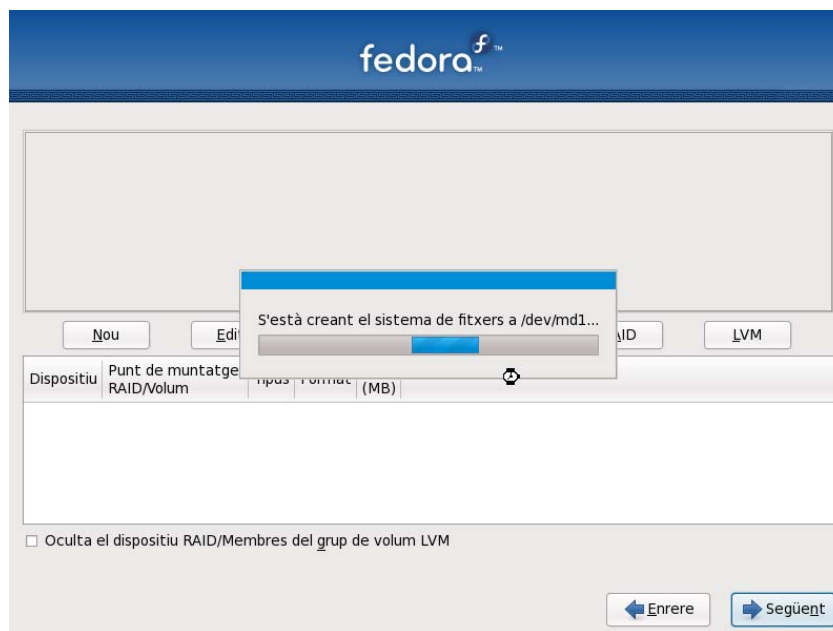 fedora
S'està creant el sistema de fitxers a /dev/md1...
Nou
LVM
Dispositiu
Punt de muntatge
RAID/Volum
(MB)
Oculta el dispositiu RAID/Membres del grup de volum LVM
Enrere
Següent